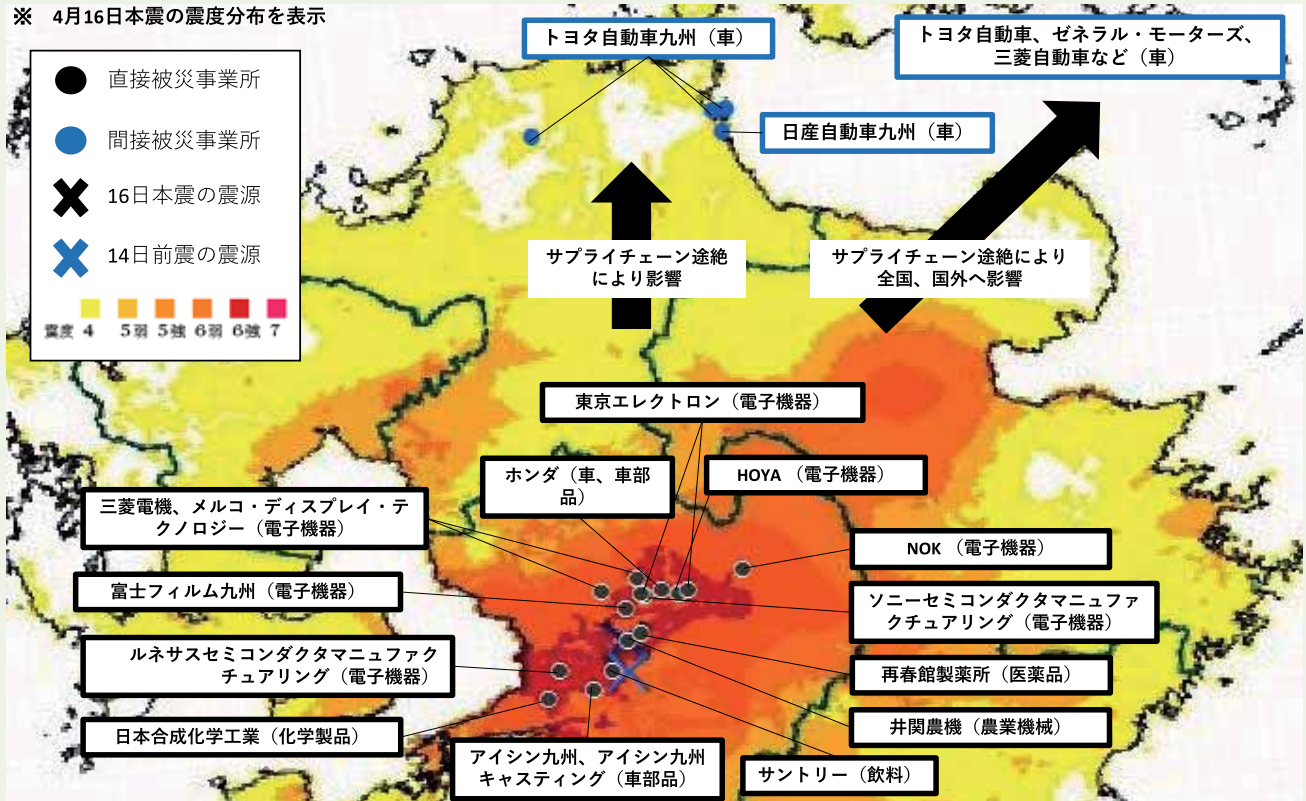 ※ 4月16日本震の震度分布を表示
直接被災事業所
間接被災事業所
16日本震の震源
14日前震の震源
震度 4 5弱 5強 6弱 6強 7
トヨタ自動車九州（車）
トヨタ自動車、ゼネラル・モーターズ、
三菱自動車など（車）
日産自動車九州（車）
サプライチェーン途絶
により影響
サプライチェーン途絶により
全国、国外へ影響
東京エレクトロン（電子機器）
ホンダ（車、車部
品）
HOYA （電子機器）
三菱電機、メルコ・ディスプレイ・テ
クノロジー（電子機器）
NOK （電子機器）
富士フィルム九州（電子機器）
ソニーセミコンダクタマニュファ
クチュアリング（電子機器）
ルネサスセミコンダクタマニュファク
チュアリング（電子機器）
再春館製薬所（医薬品）
井関農機（農業機械）
日本合成化学工業（化学製品）
アイシン九州、アイシン九州
キャスティング（車部品）
サントリー（飲料）